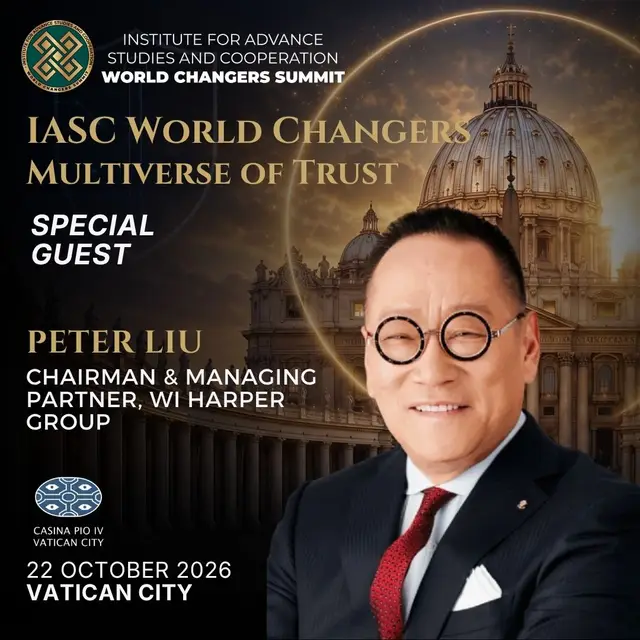 INSTITUTE FOR ADVANCE
STUDIES AND COOPERATION
WORLD CHANGERS SUMMIT
IASC WORLD CHANGERS
MULTIVERSE OF TRUST
SPECIAL
GUEST
PETER LIU
CHAIRMAN & MANAGING
PARTNER, WI HARPER
GROUP
CASINA PIO IV
VATICAN CITY
22 OCTOBER 2026
VATICAN CITY